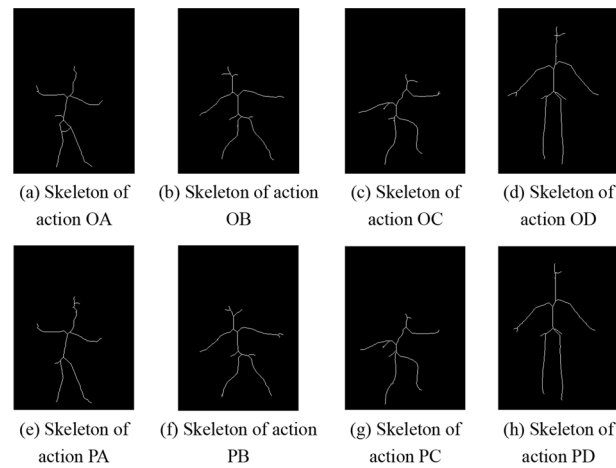 (a) Skeleton of
action OA
(b) Skeleton of action
OB
(c) Skeleton of
action OC
(d) Skeleton of
action OD
(e) Skeleton of
action PA
(f) Skeleton of action
PB
(g) Skeleton of
action PC
(h) Skeleton of
action PD